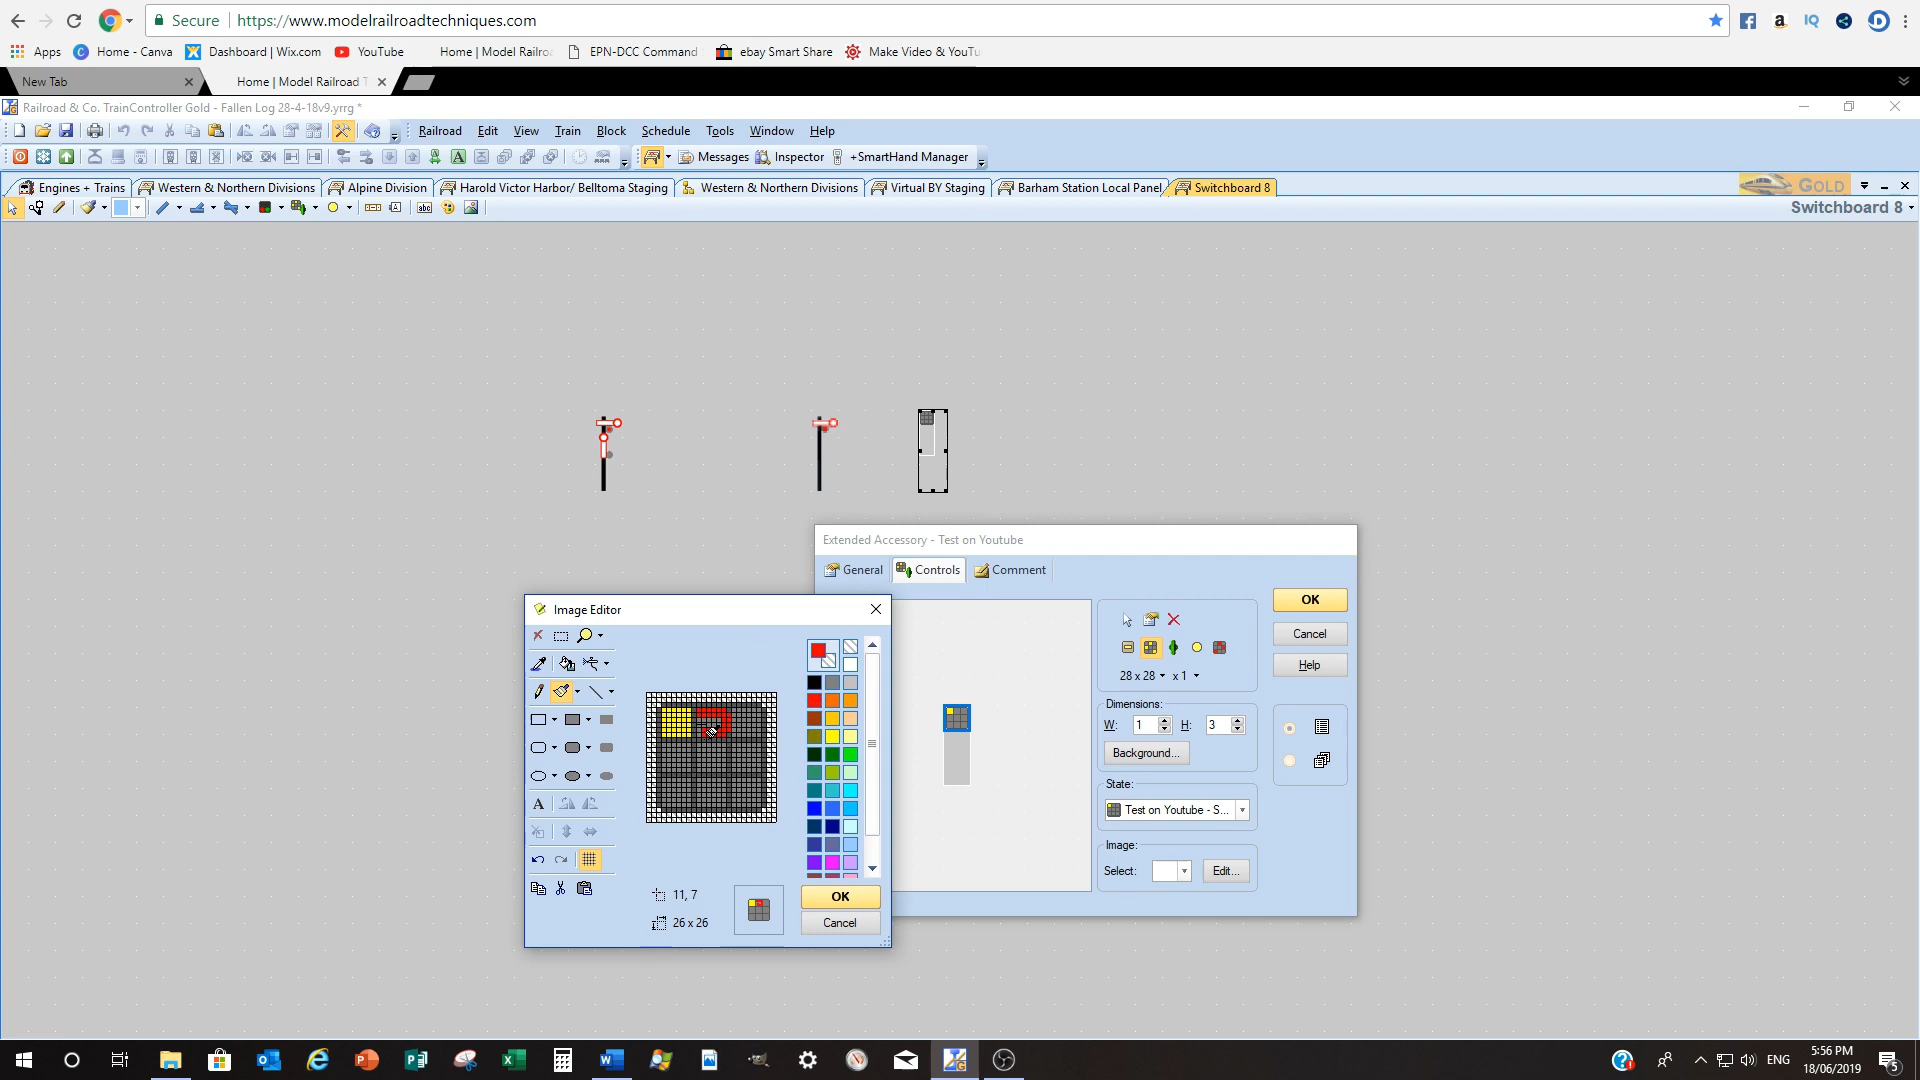 Secure | https://www.modelrailroadtechniques.com
Apps Home - Canva Dashboard | Wix.com YouTube Home | Model Railro EPN-DCC Command ebay Smart Share Make Video & YouTu
New Tab Home | Model Railroad T
Railroad & Co. TrainController Gold - Fallen Log 28-4-18v9.yrrg *
Railroad Edit View Train Block Schedule Tools Window Help
Messages Inspector +SmartHand Manager
Engines + Trains Western & Northern Divisions Alpine Division Harold Victor Harbor/ Belltoma Staging Western & Northern Divisions Virtual BY Staging Barham Station Local Panel Switchboard 8 GOLD
abc Switchboard 8
Extended Accessory - Test on Youtube
General Controls Comment
OK
Cancel
Help
28 x 28 x 1
Dimensions:
W: 1 H: 3
Background...
State:
Test on Youtube - S...
Image:
Select: Edit...
Image Editor
A
11, 7
26 x 26
OK
Cancel
ENG
5:56 PM
18/06/2019
5